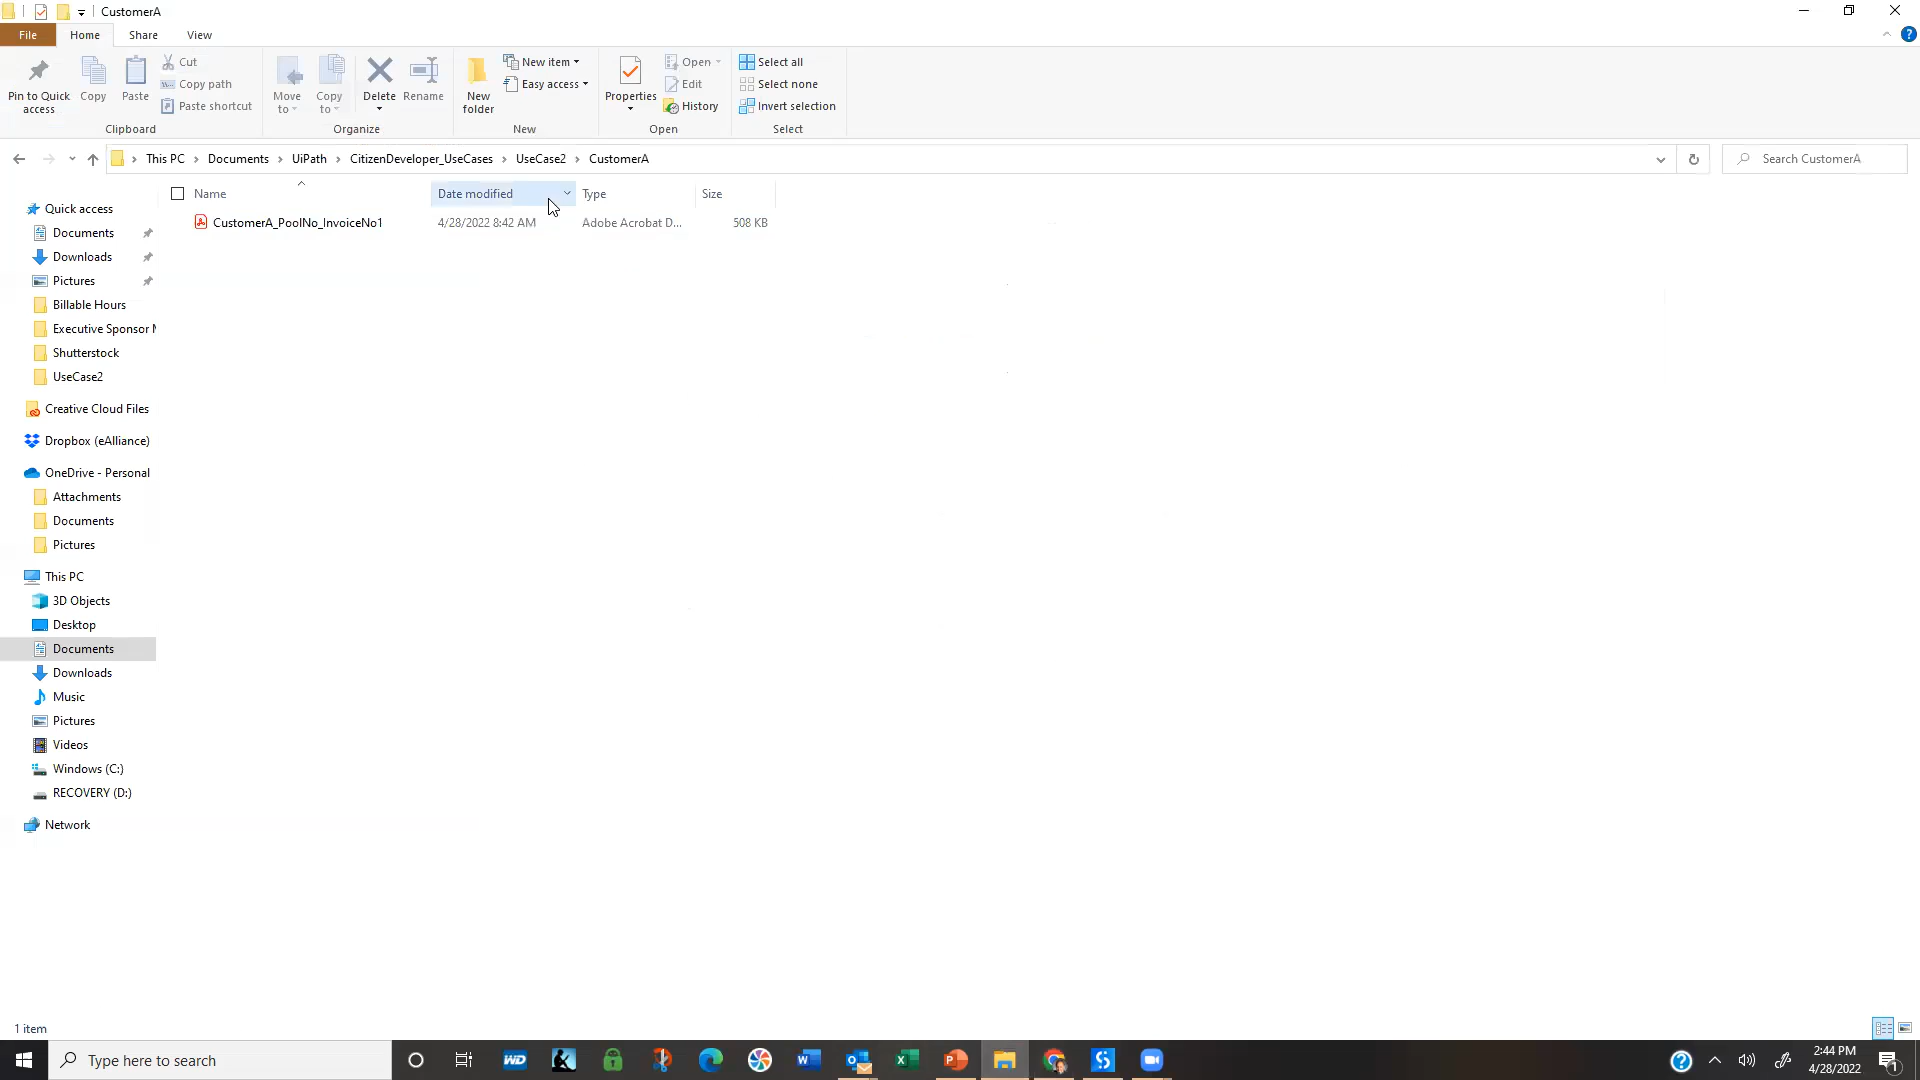 CustomerA
File Home Share View
Pin to Quick access
Copy
Paste
Cut
Copy path
Paste shortcut
Clipboard
Move to
Copy to
Delete
Rename
Organize
New folder
New item
Easy access
New
Properties
Open
Edit
History
Open
Select all
Select none
Invert selection
Select
This PC > Documents > UiPath > CitizenDeveloper_UseCases > UseCase2 > CustomerA
Search CustomerA
Name Date modified Type Size
CustomerA_PoolNo_InvoiceNo1 4/28/2022 8:42 AM Adobe Acrobat D... 508 KB
Quick access
Documents
Downloads
Pictures
Billable Hours
Executive Sponsor
Shutterstock
UseCase2
Creative Cloud Files
Dropbox (eAlliance)
OneDrive - Personal
Attachments
Documents
Pictures
This PC
3D Objects
Desktop
Documents
Downloads
Music
Pictures
Videos
Windows (C:)
RECOVERY (D:)
Network
1 item
Type here to search
WD
2:44 PM
4/28/2022
1